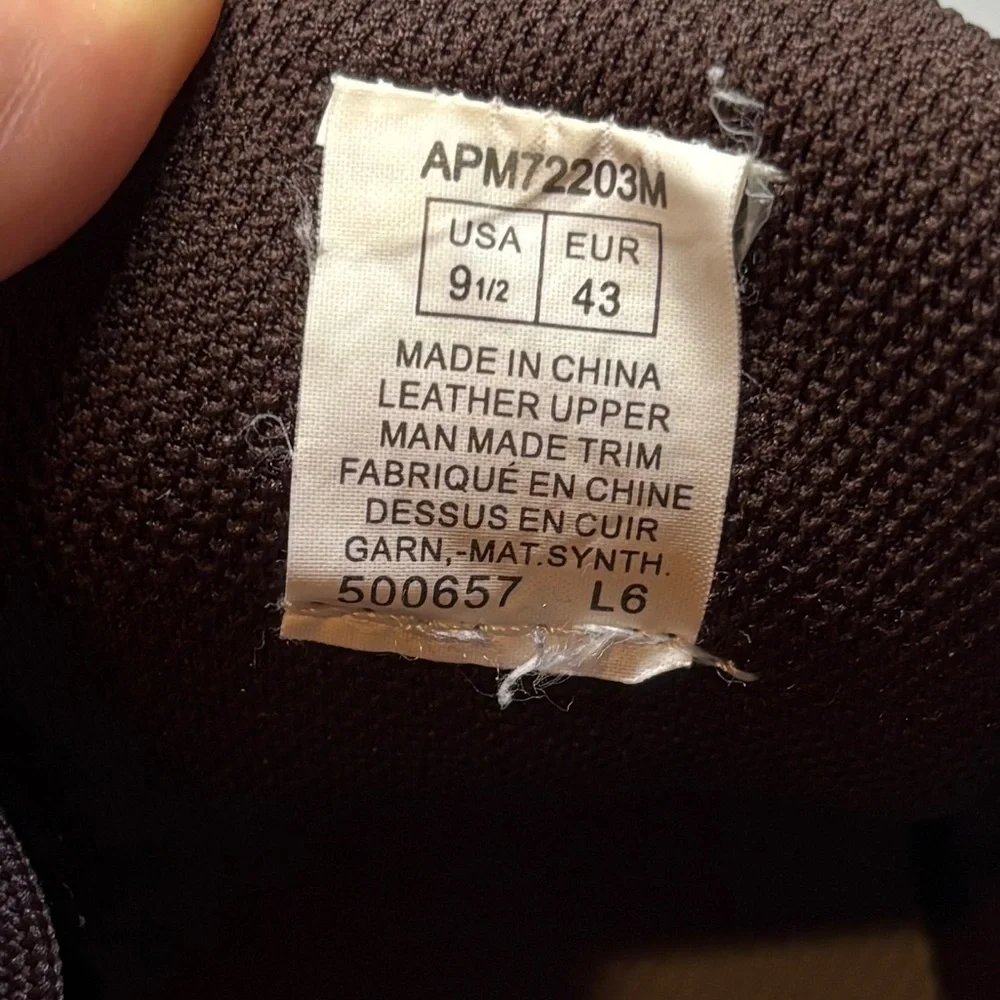 APM72203M
USA EUR
9 1/2 43
MADE IN CHINA
LEATHER UPPER
MAN MADE TRIM
FABRIQUÉ EN CHINE
DESSUS EN CUIR
GARN,-MAT.SYNTH.
500657 L6